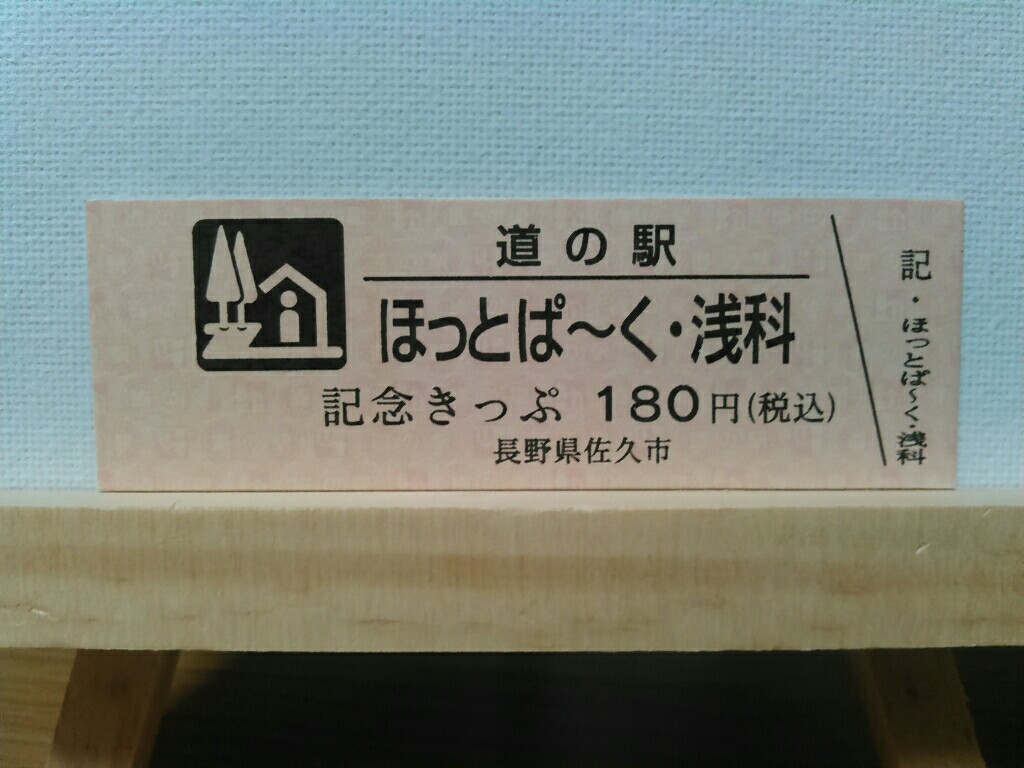 道の駅
ほっとぱ～く・浅科
記念きっぷ 180円(税込)
長野県佐久市
記・ほっとぱ～く・浅科